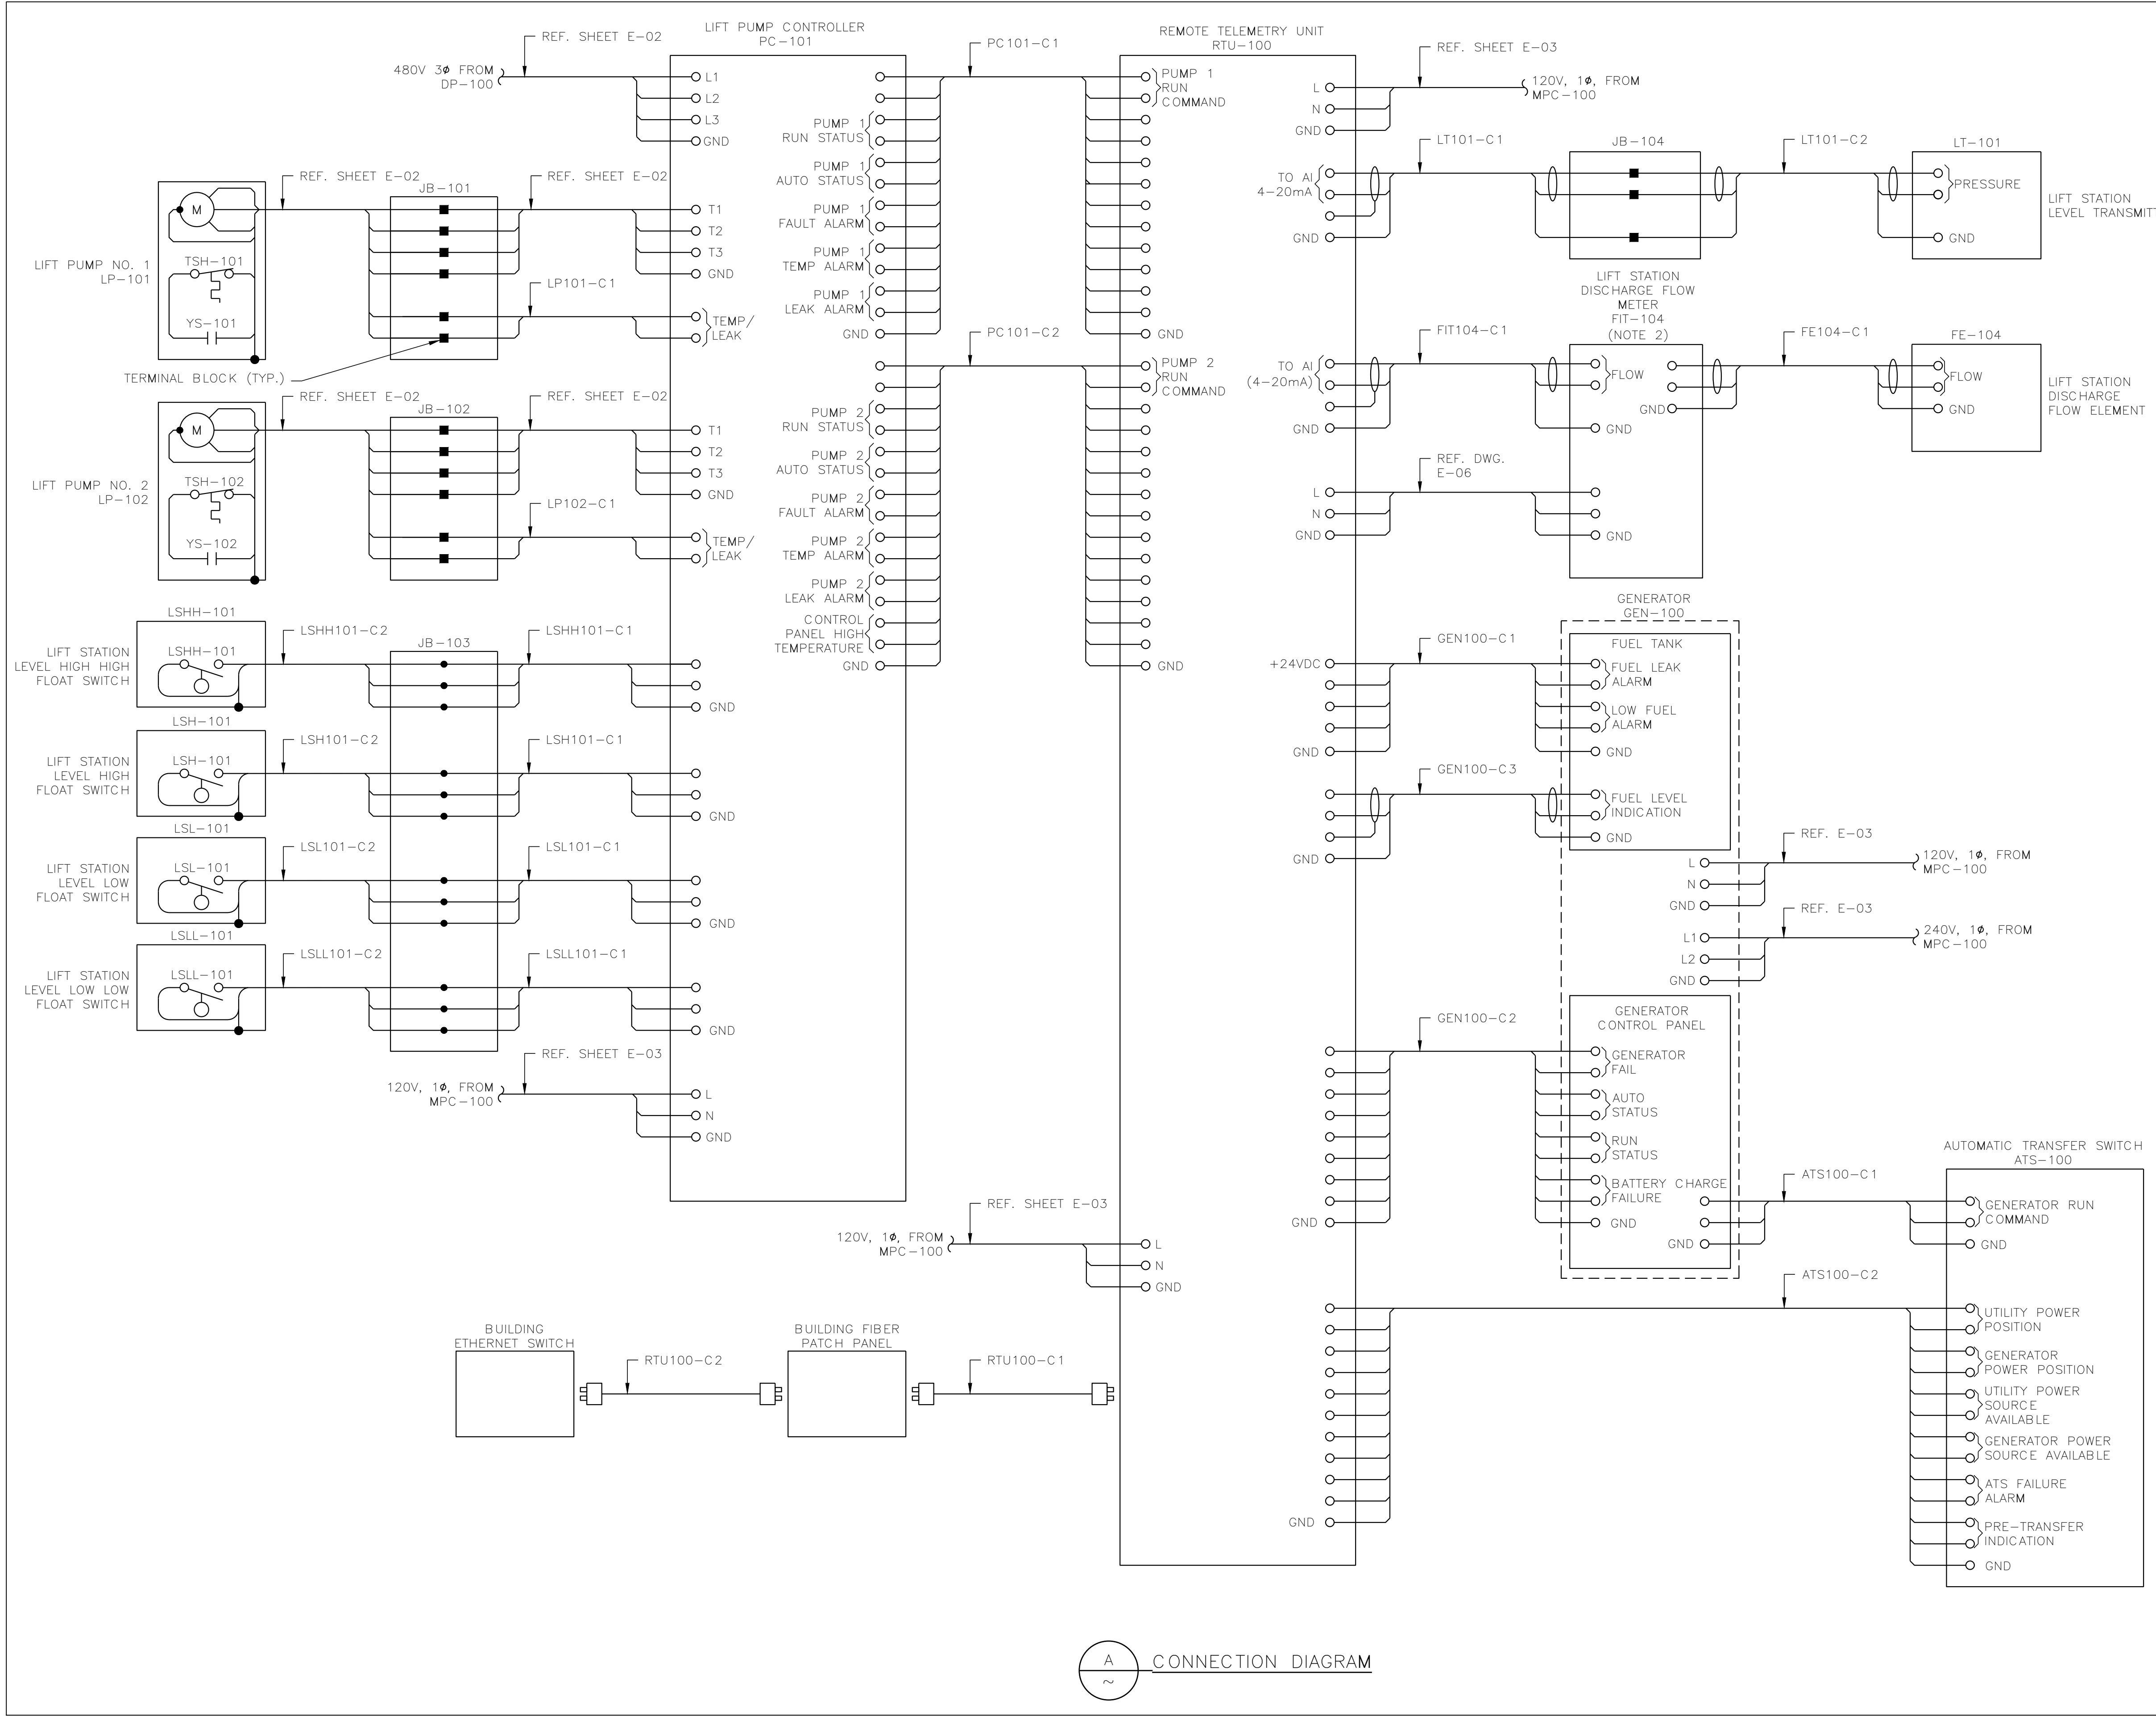 LIFT PUMP CONTROLLER
PC-101
REF. SHEET E-02
480V 3Ø FROM
DP-100
L1
L2
L3
GND
PUMP 1
RUN STATUS
PUMP 1
AUTO STATUS
PUMP 1
FAULT ALARM
PUMP 1
TEMP ALARM
PUMP 1
LEAK ALARM
GND
PUMP 2
RUN STATUS
PUMP 2
AUTO STATUS
PUMP 2
FAULT ALARM
PUMP 2
TEMP ALARM
PUMP 2
LEAK ALARM
CONTROL
PANEL HIGH
TEMPERATURE
GND
REF. SHEET E-02
JB-101
REF. SHEET E-02
M
TSH-101
YS-101
LIFT PUMP NO. 1
LP-101
T1
T2
T3
GND
LP101-C1
TEMP/
LEAK
TERMINAL BLOCK (TYP.)
REF. SHEET E-02
JB-102
REF. SHEET E-02
M
TSH-102
YS-102
LIFT PUMP NO. 2
LP-102
T1
T2
T3
GND
LP102-C1
TEMP/
LEAK
LSHH-101
LSHH-101
LIFT STATION
LEVEL HIGH HIGH
FLOAT SWITCH
LSHH101-C2
JB-103
LSHH101-C1
GND
LSH-101
LSH-101
LIFT STATION
LEVEL HIGH
FLOAT SWITCH
LSH101-C2
LSH101-C1
GND
LSL-101
LSL-101
LIFT STATION
LEVEL LOW
FLOAT SWITCH
LSL101-C2
LSL101-C1
GND
LSLL-101
LSLL-101
LIFT STATION
LEVEL LOW LOW
FLOAT SWITCH
LSLL101-C2
LSLL101-C1
GND
REF. SHEET E-03
120V, 1Ø, FROM
MPC-100
L
N
GND
PC101-C1
PC101-C2
REMOTE TELEMETRY UNIT
RTU-100
PUMP 1
RUN
COMMAND
GND
PUMP 2
RUN
COMMAND
GND
REF. SHEET E-03
120V, 1Ø, FROM
MPC-100
L
N
GND
BUILDING
ETHERNET SWITCH
RTU100-C2
BUILDING FIBER
PATCH PANEL
RTU100-C1
L
N
GND
REF. SHEET E-03
120V, 1Ø, FROM
MPC-100
TO AI
4-20mA
GND
LT101-C1
JB-104
LT101-C2
LT-101
PRESSURE
GND
LIFT STATION
LEVEL TRANSMITT
LIFT STATION
DISCHARGE FLOW
METER
FIT-104
(NOTE 2)
TO AI
(4-20mA)
GND
FIT104-C1
FLOW
GND
GND
FE104-C1
FE-104
FLOW
GND
LIFT STATION
DISCHARGE
FLOW ELEMENT
REF. DWG.
E-06
L
N
GND
GND
GENERATOR
GEN-100
FUEL TANK
+24VDC
GND
GEN100-C1
FUEL LEAK
ALARM
LOW FUEL
ALARM
GND
GEN100-C3
GND
FUEL LEVEL
INDICATION
GND
REF. E-03
L
N
GND
120V, 1Ø, FROM
MPC-100
REF. E-03
L1
L2
GND
240V, 1Ø, FROM
MPC-100
GEN100-C2
GND
GENERATOR
CONTROL PANEL
GENERATOR
FAIL
AUTO
STATUS
RUN
STATUS
BATTERY CHARGE
FAILURE
GND
GND
ATS100-C1
AUTOMATIC TRANSFER SWITCH
ATS-100
GENERATOR RUN
COMMAND
GND
ATS100-C2
GND
UTILITY POWER
POSITION
GENERATOR
POWER POSITION
UTILITY POWER
SOURCE
AVAILABLE
GENERATOR POWER
SOURCE AVAILABLE
ATS FAILURE
ALARM
PRE-TRANSFER
INDICATION
GND
A
~
CONNECTION DIAGRAM